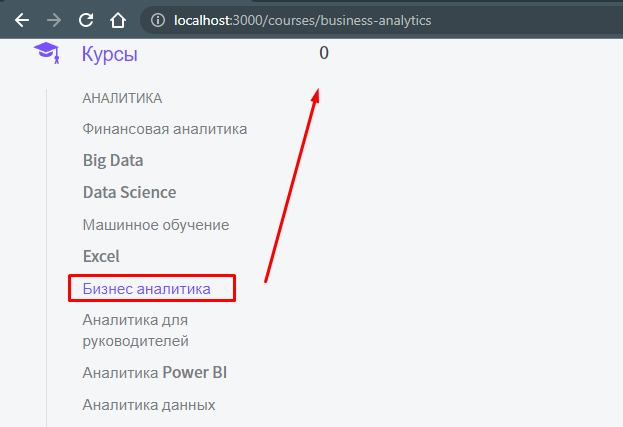 localhost:3000/courses/business-analytics
Курсы
0
АНАЛИТИКА
Финансовая аналитика
Big Data
Data Science
Машинное обучение
Excel
Бизнес аналитика
Аналитика для
руководителей
Аналитика Power BI
Аналитика данных